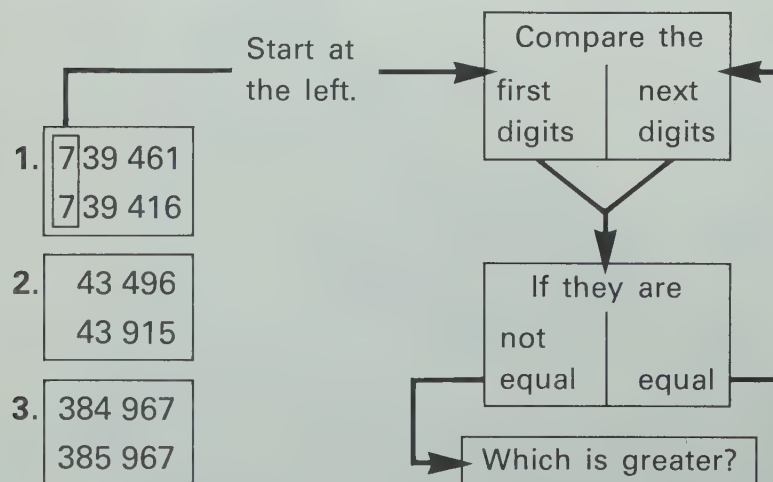 Start at
the left.
Compare the
first next
digits digits
1. 739 461
739 416
2. 43 496
43 915
3. 384 967
385 967
If they are
not
equal equal
Which is greater?